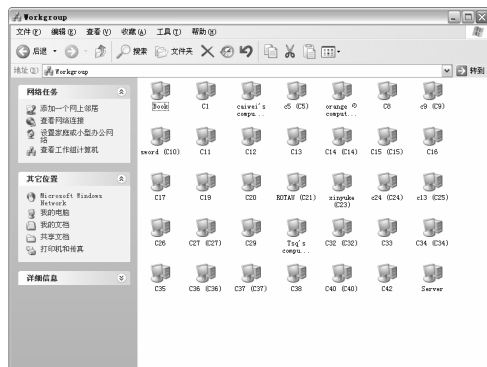 Workgroup
文件(F) 编辑(E) 查看(V) 收藏(A) 工具(T) 帮助(H)
后退 搜索 文件夹
地址(D) Workgroup 转到
网络任务
添加一个网上邻居
查看网络连接
设置家庭或小型办公网络
查看工作组计算机
其它位置
Microsoft Windows
Network
我的电脑
我的文档
共享文档
打印机和传真
详细信息
Book C1 caiwei's compu... c5 (C5) orange comput... C8 c9 (C9)
sword (C10) C11 C12 C13 C14 (C14) C15 (C15) C16
C17 C19 C20 ROTAU (C21) xinyuke (C23) c24 (C24) c13 (C25)
C26 C27 (C27) C29 Tsq's compu... C32 (C32) C33 C34 (C34)
C35 C36 (C36) C37 (C37) C38 C40 (C40) C42 Server